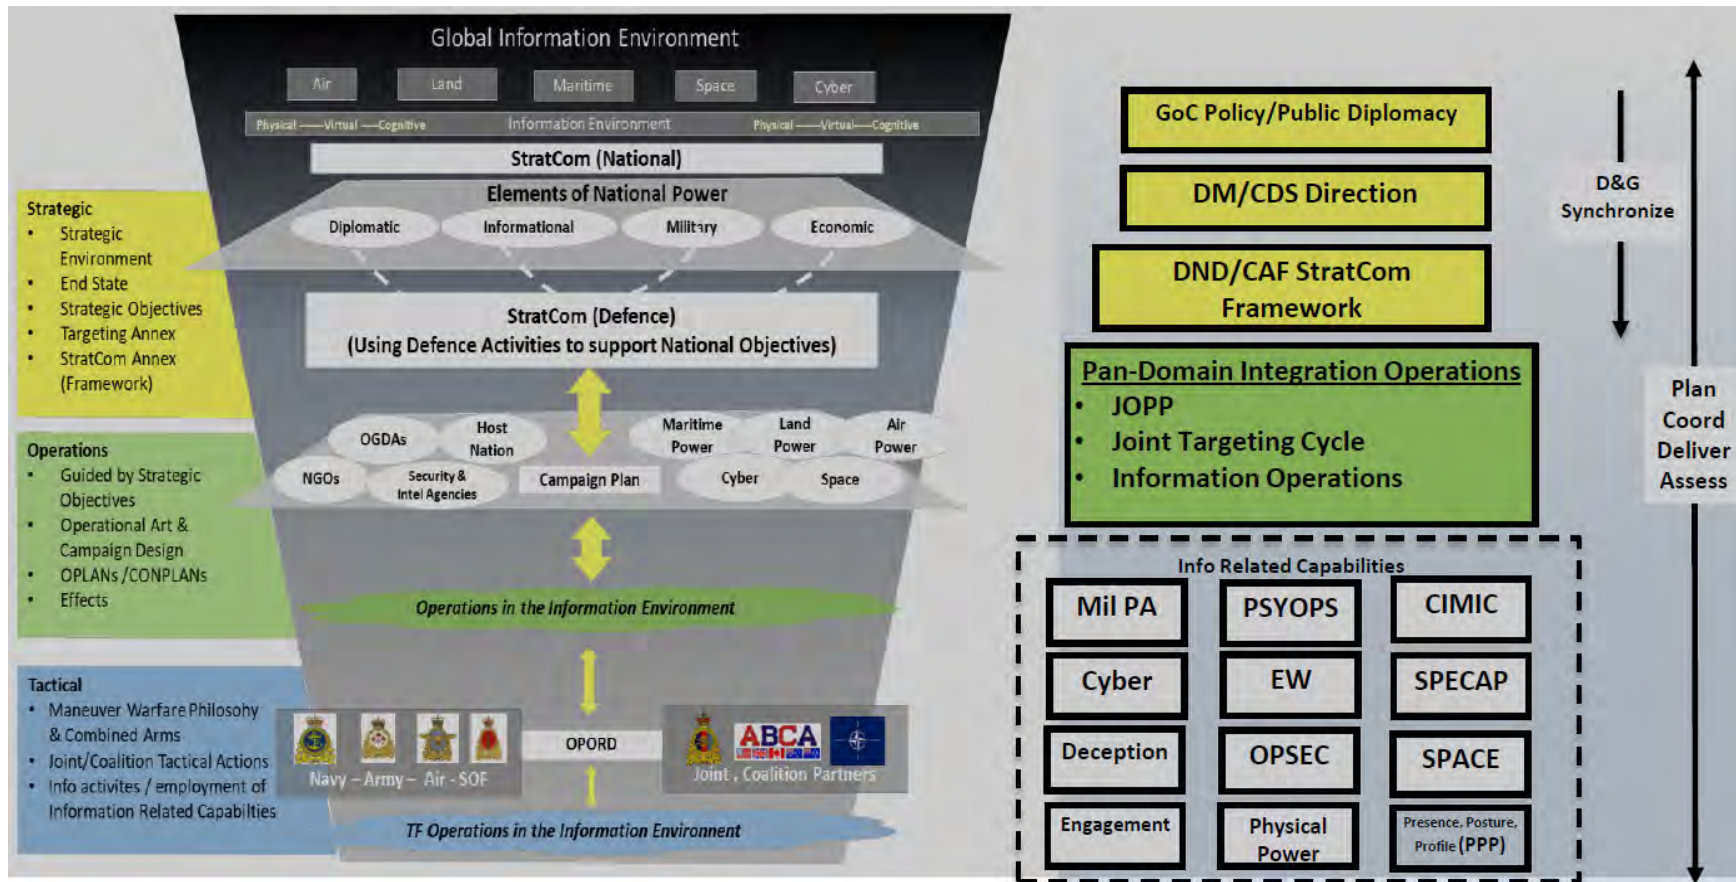 Global Information Environment
Air
Land
Maritime
Space
Cyber
Physical ——Virtual ——Cognitive
Information Environment
Physical ——Virtual——Cognitive
StratCom (National)
Elements of National Power
Diplomatic
Informational
Military
Economic
StratCom (Defence)
(Using Defence Activities to support National Objectives)
OGDAs
Host
Nation
Maritime
Power
Land
Power
Air
Power
NGOs
Security &
Intel Agencies
Campaign Plan
Cyber
Space
Operations in the Information Environment
OPORD
Navy – Army – Air - SOF
ABCA
Joint , Coalition Partners
TF Operations in the Information Environment
Strategic
• Strategic
Environment
• End State
• Strategic Objectives
• Targeting Annex
• StratCom Annex
(Framework)
Operations
• Guided by Strategic
Objectives
• Operational Art &
Campaign Design
• OPLANs /CONPLANs
• Effects
Tactical
• Maneuver Warfare Philosohy
& Combined Arms
• Joint/Coalition Tactical Actions
• Info activites / employment of
Information Related Capabilties
GoC Policy/Public Diplomacy
DM/CDS Direction
DND/CAF StratCom
Framework
D&G
Synchronize
Pan-Domain Integration Operations
• JOPP
• Joint Targeting Cycle
• Information Operations
Plan
Coord
Deliver
Assess
Info Related Capabilities
Mil PA
PSYOPS
CIMIC
Cyber
EW
SPECAP
Deception
OPSEC
SPACE
Engagement
Physical
Power
Presence, Posture,
Profile (PPP)